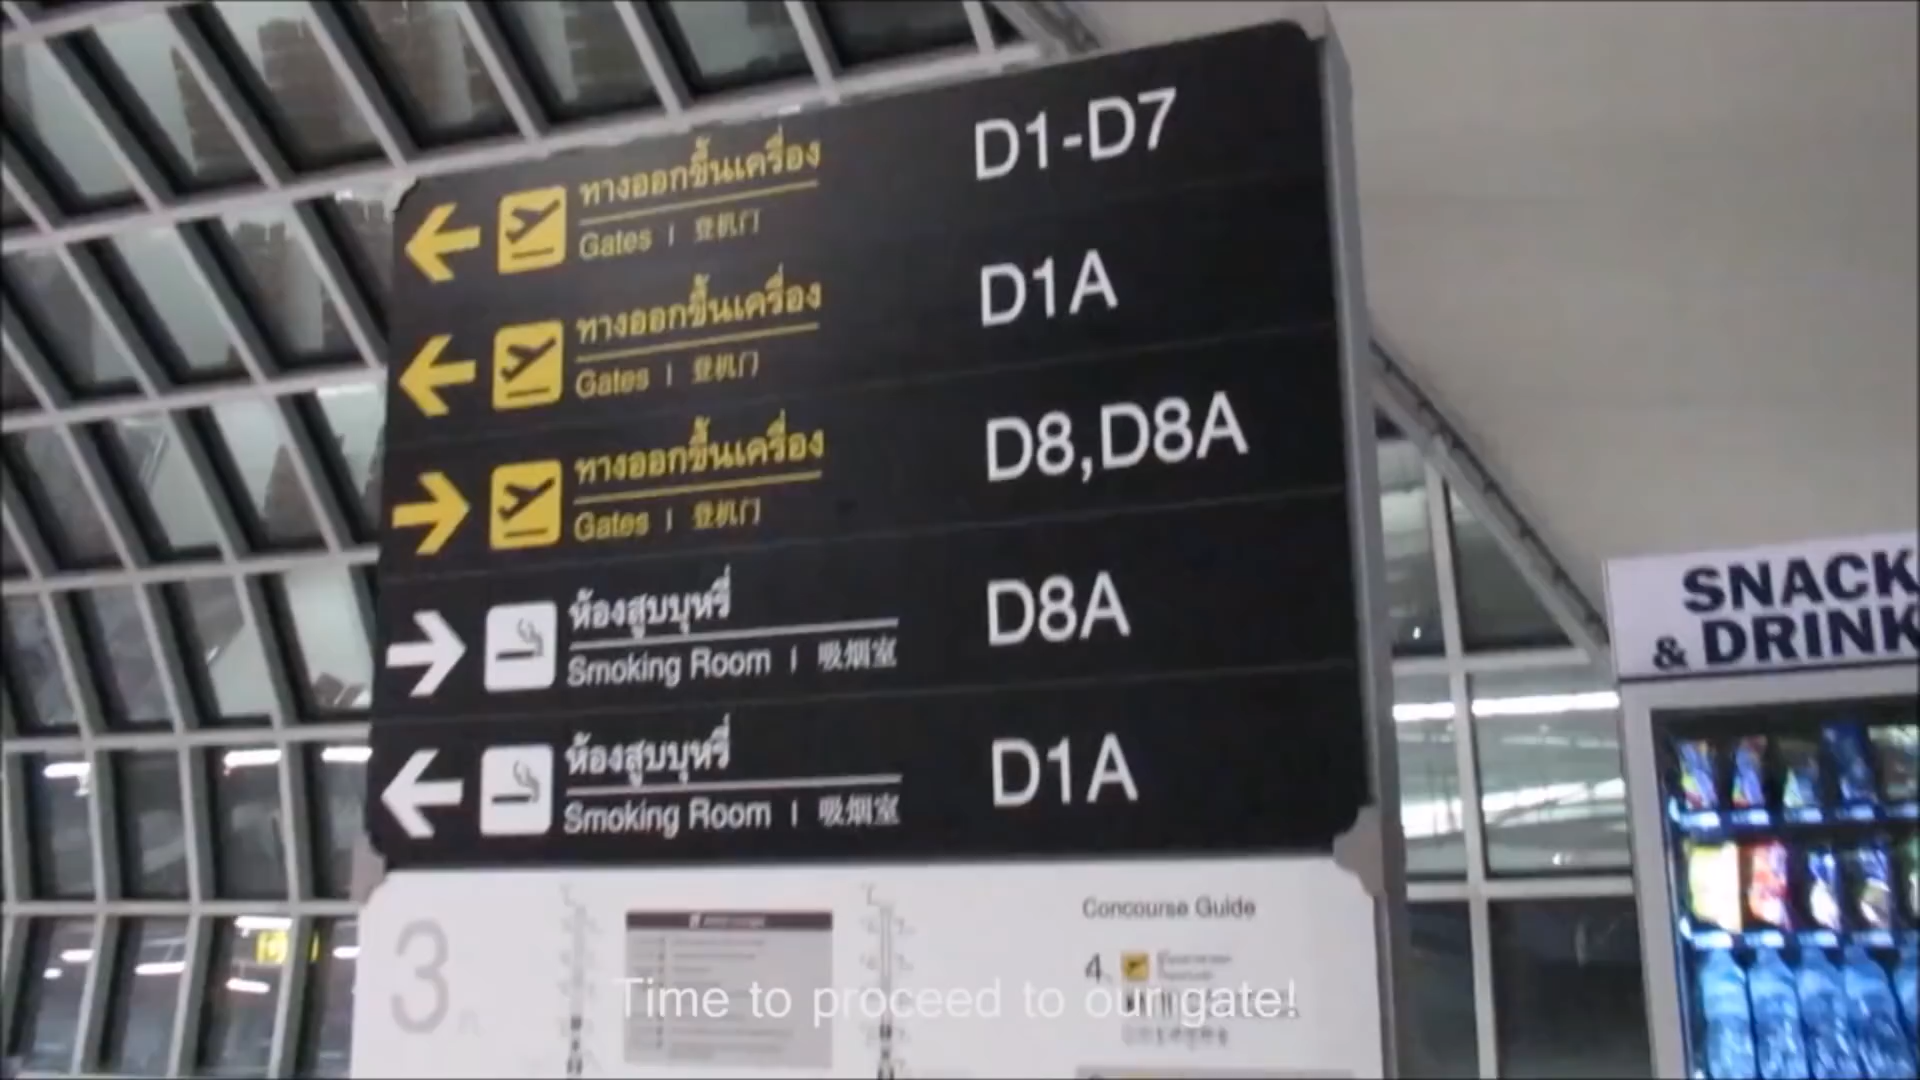 ทางออกขึ้นเครื่อง
Gates | 登机门
D1-D7
ทางออกขึ้นเครื่อง
Gates | 登机门
D1A
ทางออกขึ้นเครื่อง
Gates | 登机门
D8,D8A
ห้องสูบบุหรี่
Smoking Room | 吸烟室
D8A
ห้องสูบบุหรี่
Smoking Room | 吸烟室
D1A
SNACK
& DRINK
3
Concourse Guide
4
Time to proceed to our gate!